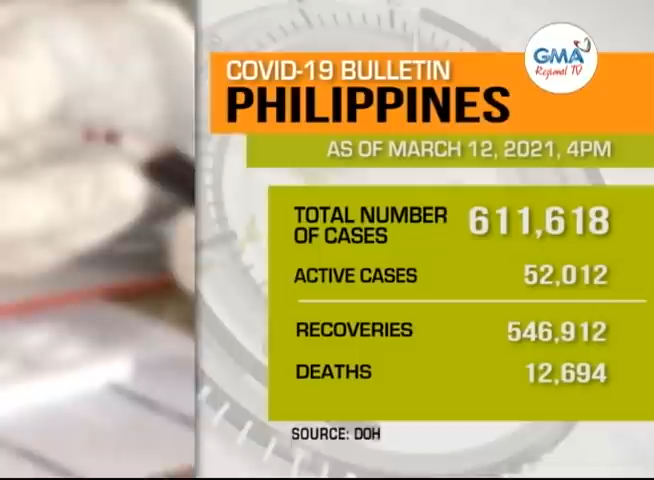 GMA
Regional TV
COVID-19 BULLETIN
PHILIPPINES
AS OF MARCH 12, 2021, 4PM
TOTAL NUMBER
OF CASES 611,618
ACTIVE CASES 52,012
RECOVERIES 546,912
DEATHS 12,694
SOURCE: DOH